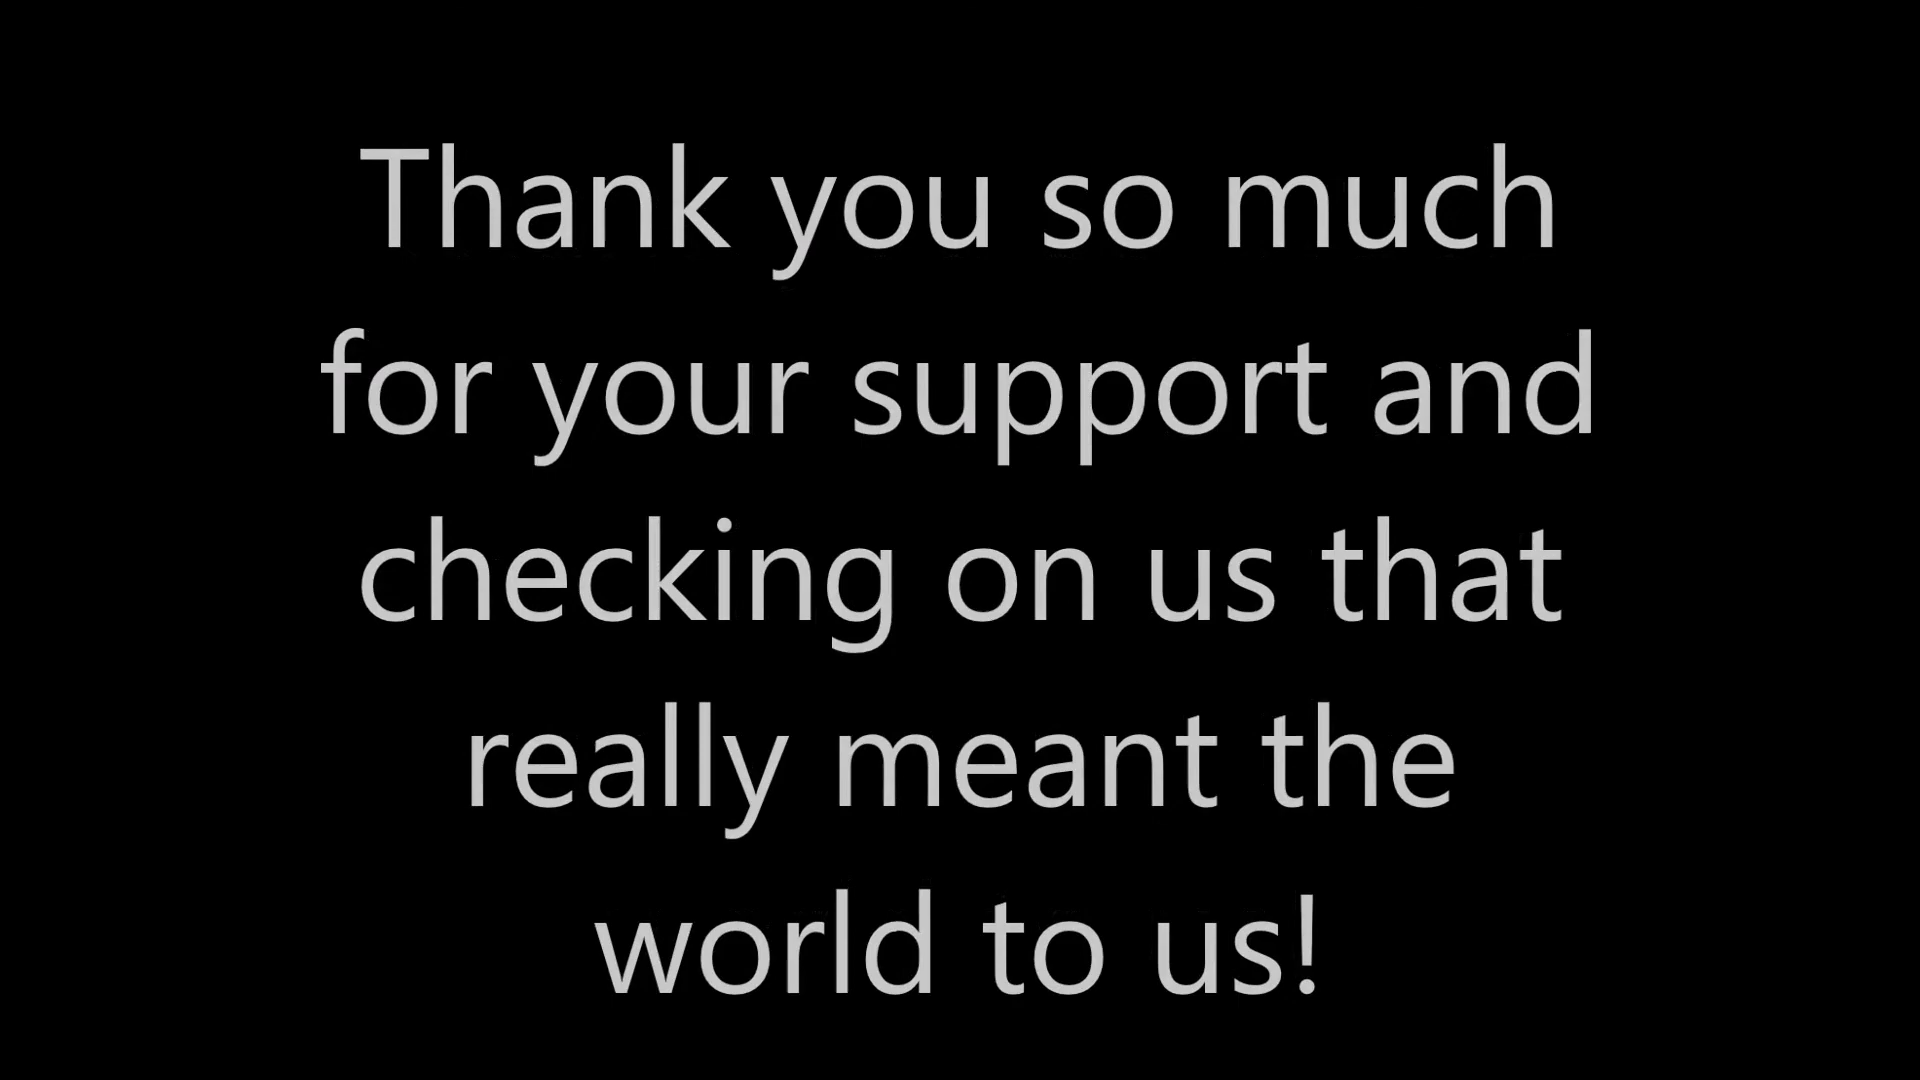 Thank you so much
for your support and
checking on us that
really meant the
world to us!